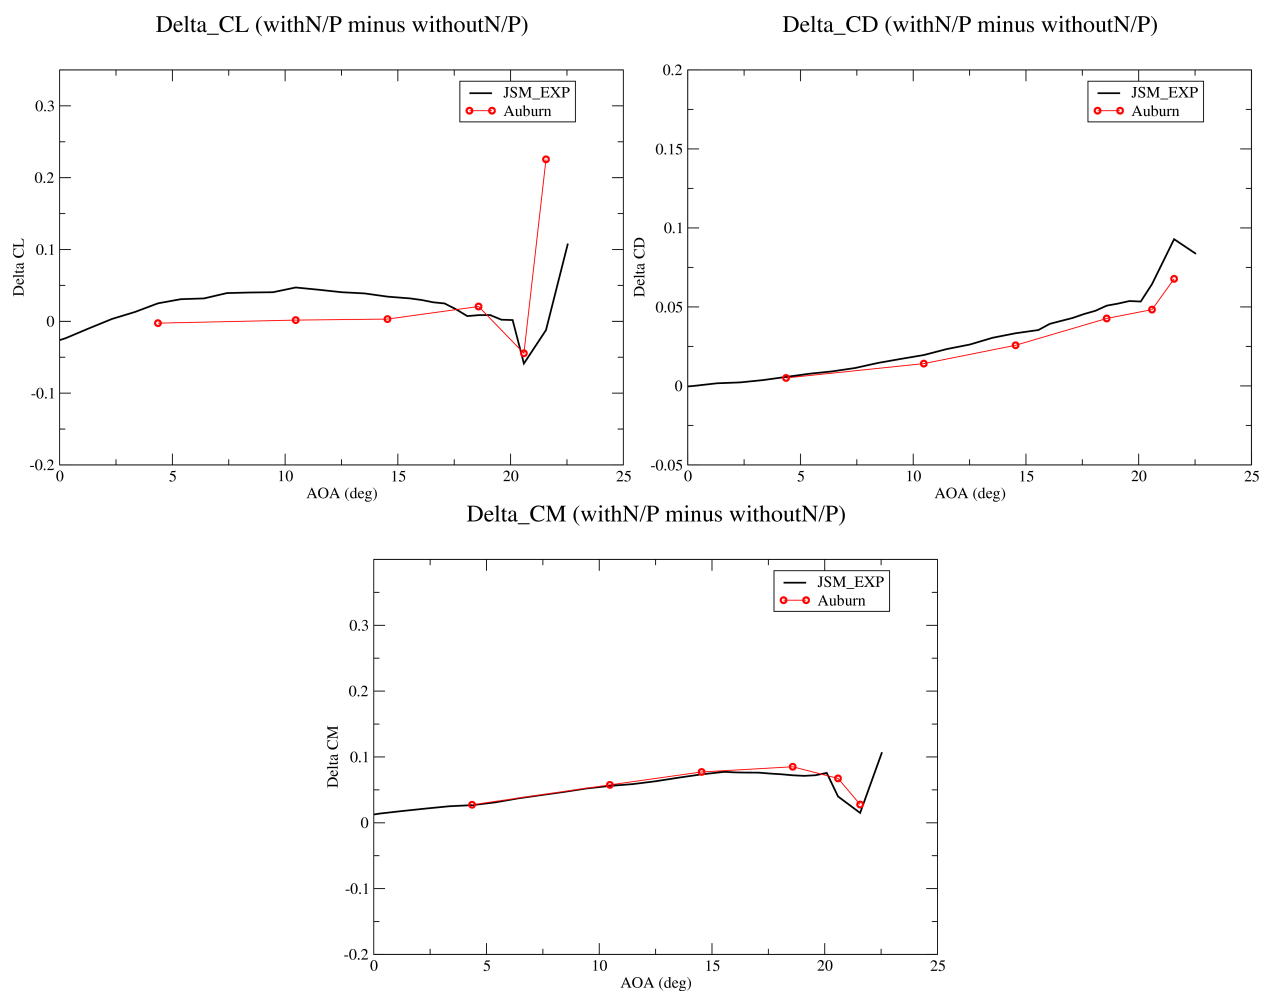 Delta_CL (withN/P minus withoutN/P)
JSM_EXP
Auburn
0.3
0.2
0.1
0
-0.1
-0.2
Delta CL
0 5 10 15 20 25
AOA (deg)
Delta_CD (withN/P minus withoutN/P)
JSM_EXP
Auburn
0.2
0.15
0.1
0.05
0
-0.05
Delta CD
0 5 10 15 20 25
AOA (deg)
Delta_CM (withN/P minus withoutN/P)
JSM_EXP
Auburn
0.3
0.2
0.1
0
-0.1
-0.2
Delta CM
0 5 10 15 20 25
AOA (deg)